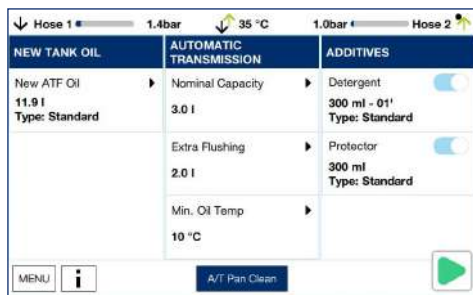 Hose 1 1.4bar 35 °C 1.0bar Hose 2
NEW TANK OIL
New ATF Oil
11.9 l
Type: Standard
AUTOMATIC
TRANSMISSION
Nominal Capacity
3.0 l
Extra Flushing
2.0 l
Min. Oil Temp
10 °C
ADDITIVES
Detergent
300 ml - 01'
Type: Standard
Protector
300 ml
Type: Standard
MENU i A/T Pan Clean